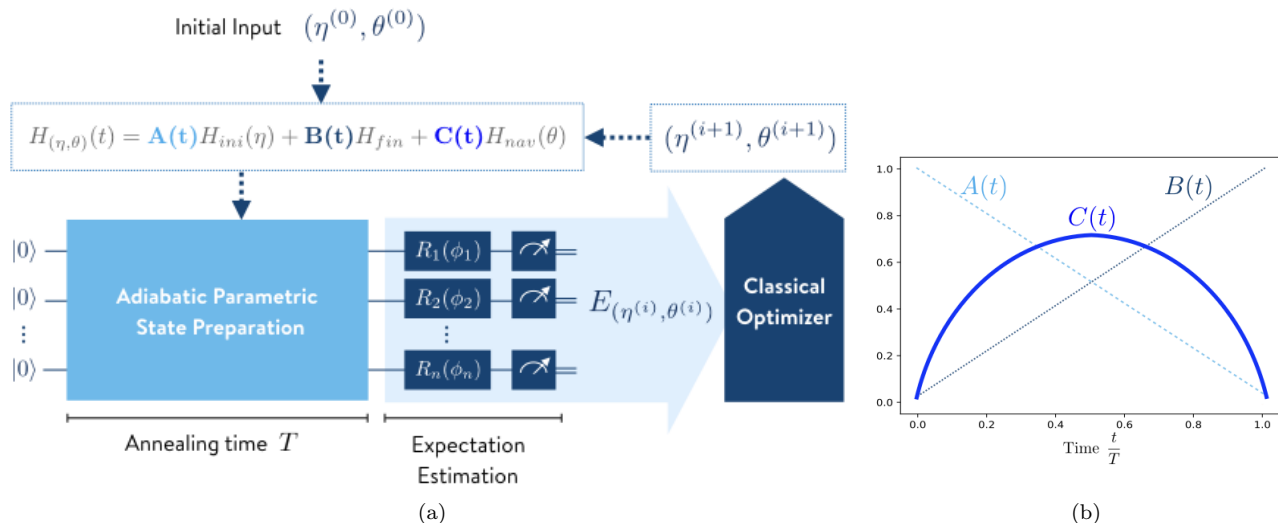 Initial Input (η^(0), θ^(0))
H_(η,θ)(t) = A(t)H_ini(η) + B(t)H_fin + C(t)H_nav(θ)
(η^(i+1), θ^(i+1))
|0⟩
|0⟩
⋮
|0⟩
Adiabatic Parametric
State Preparation
R_1(ϕ_1)
R_2(ϕ_2)
⋮
R_n(ϕ_n)
E_(η^(i),θ^(i))
Classical
Optimizer
Annealing time T
Expectation
Estimation
(a)
1.0
0.8
0.6
0.4
0.2
0.0
A(t)
B(t)
C(t)
0.0 0.2 0.4 0.6 0.8 1.0
Time t/T
(b)